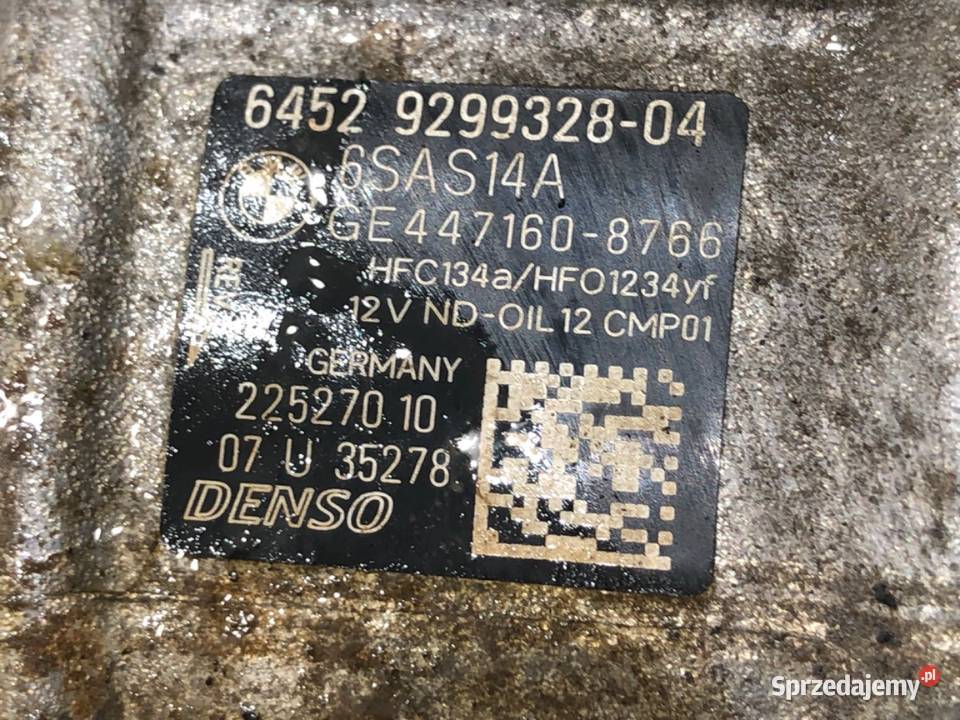 6452 9299328-04
6SAS14A
GE447160-8766
HFC134a/HFO1234yf
12V ND-OIL 12 CMP01
REV.
GERMANY
225270 10
07 U 35278
DENSO
Sprzedajemy.pl